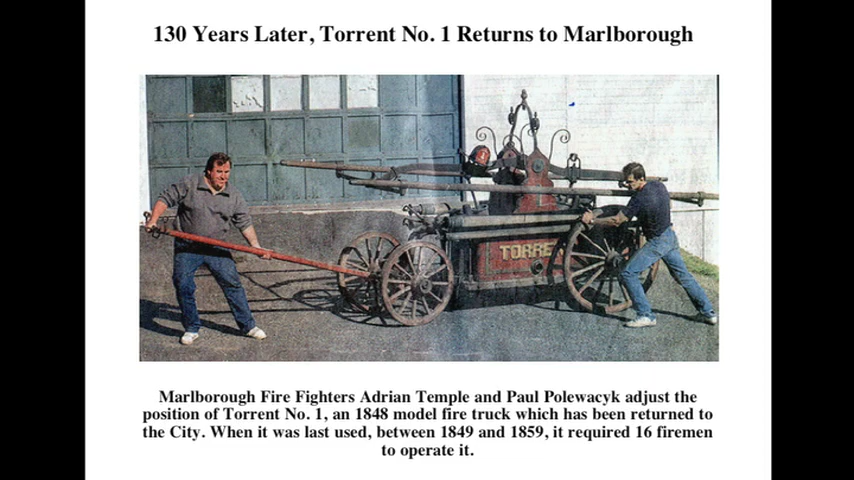 130 Years Later, Torrent No. 1 Returns to Marlborough
TORRE
Marlborough Fire Fighters Adrian Temple and Paul Polewacyk adjust the
position of Torrent No. 1, an 1848 model fire truck which has been returned to
the City. When it was last used, between 1849 and 1859, it required 16 firemen
to operate it.